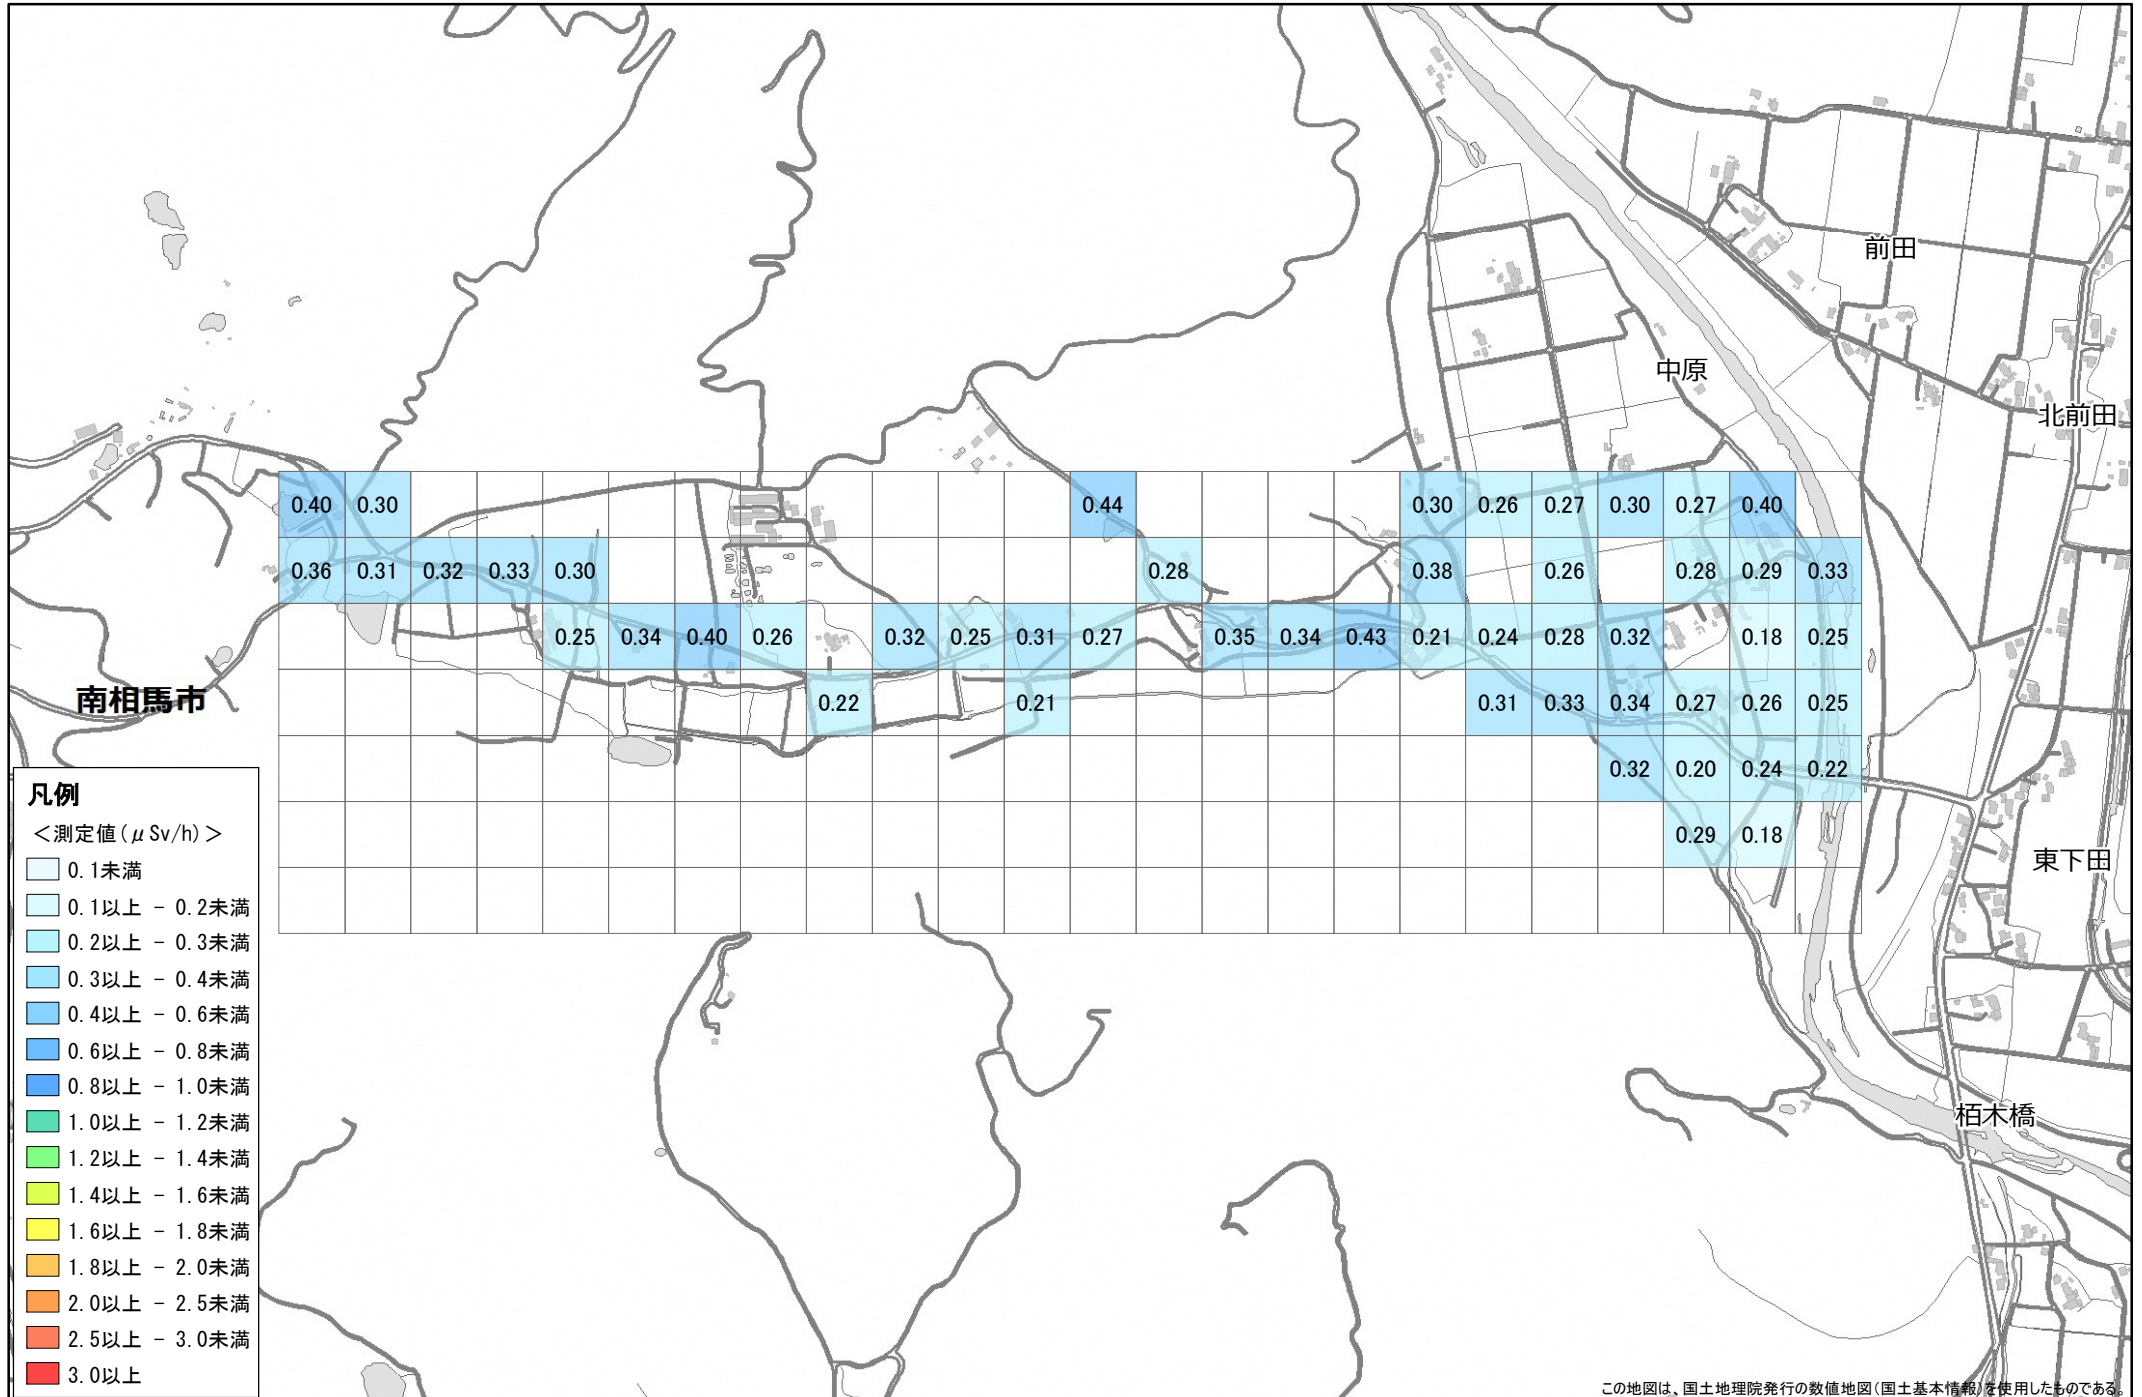 前田
中原
北前田
0.40 0.30 0.44 0.30 0.26 0.27 0.30 0.27 0.40
0.36 0.31 0.32 0.33 0.30 0.28 0.38 0.26 0.28 0.29 0.33
0.25 0.34 0.40 0.26 0.32 0.25 0.31 0.27 0.35 0.34 0.43 0.21 0.24 0.28 0.32 0.18 0.25
南相馬市
0.22 0.21 0.31 0.33 0.34 0.27 0.26 0.25
0.32 0.20 0.24 0.22
0.29 0.18
東下田
栢木橋
凡例
＜測定値(μSv/h)＞
0.1未満
0.1以上 － 0.2未満
0.2以上 － 0.3未満
0.3以上 － 0.4未満
0.4以上 － 0.6未満
0.6以上 － 0.8未満
0.8以上 － 1.0未満
1.0以上 － 1.2未満
1.2以上 － 1.4未満
1.4以上 － 1.6未満
1.6以上 － 1.8未満
1.8以上 － 2.0未満
2.0以上 － 2.5未満
2.5以上 － 3.0未満
3.0以上
この地図は、国土地理院発行の数値地図(国土基本情報)を使用したものである。